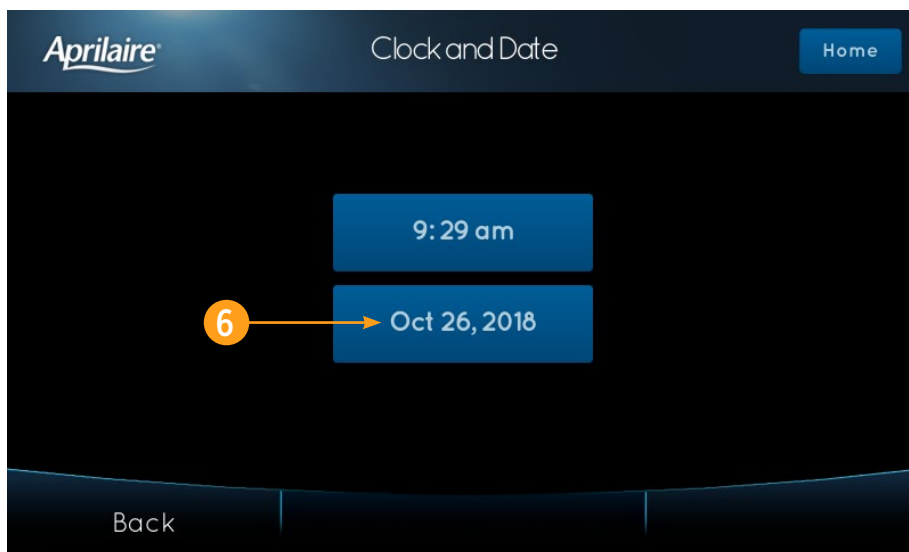 Aprilaire®
Clock and Date
Home
9:29 am
6
Oct 26, 2018
Back